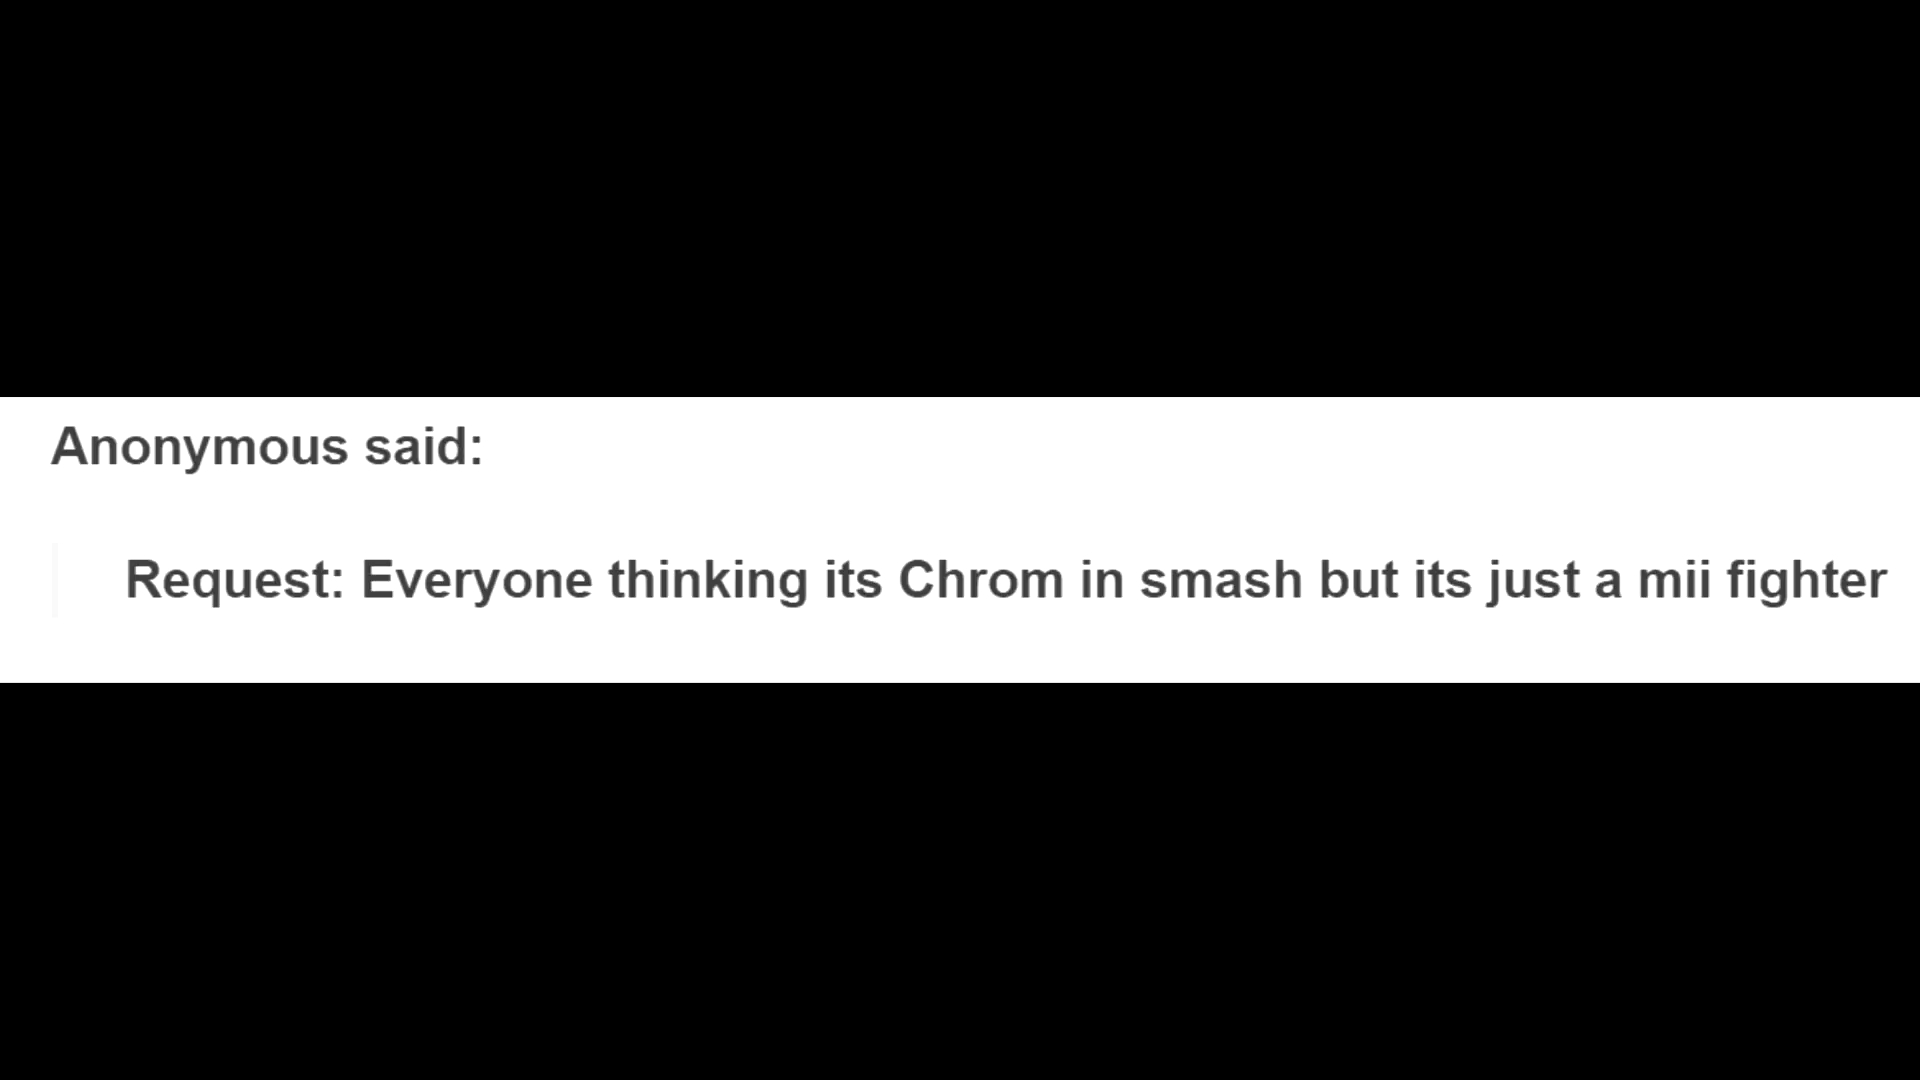 Anonymous said:
Request: Everyone thinking its Chrom in smash but its just a mii fighter